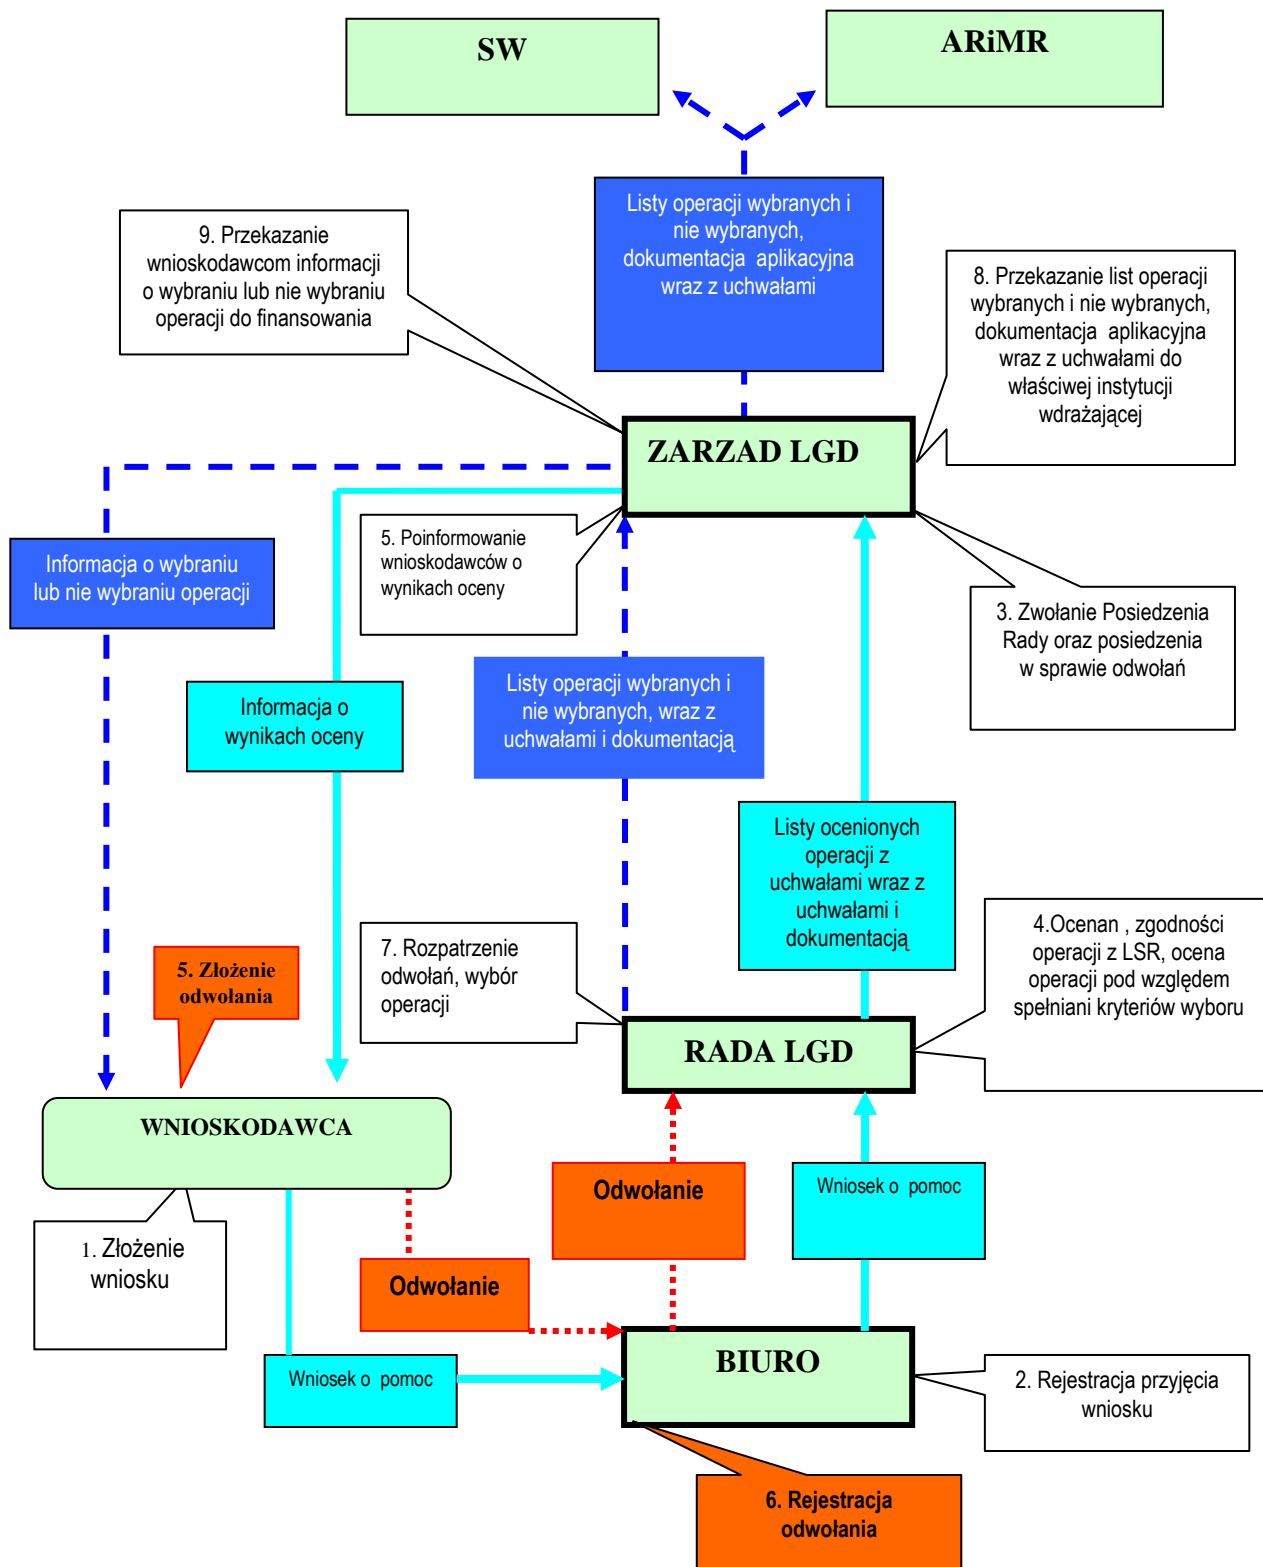 SW
ARiMR
Listy operacji wybranych i
nie wybranych,
dokumentacja aplikacyjna
wraz z uchwałami
9. Przekazanie
wnioskodawcom informacji
o wybraniu lub nie wybraniu
operacji do finansowania
8. Przekazanie list operacji
wybranych i nie wybranych,
dokumentacja aplikacyjna
wraz z uchwałami do
właściwej instytucji
wdrażającej
ZARZAD LGD
5. Poinformowanie
wnioskodawców o
wynikach oceny
Informacja o wybraniu
lub nie wybraniu operacji
3. Zwołanie Posiedzenia
Rady oraz posiedzenia
w sprawie odwołań
Listy operacji wybranych i
nie wybranych, wraz z
uchwałami i dokumentacją
Informacja o
wynikach oceny
Listy ocenionych
operacji z
uchwałami wraz z
uchwałami i
dokumentacją
7. Rozpatrzenie
odwołań, wybór
operacji
4.Ocenan , zgodności
operacji z LSR, ocena
operacji pod względem
spełniani kryteriów wyboru
5. Złożenie
odwołania
RADA LGD
WNIOSKODAWCA
Odwołanie
Wniosek o pomoc
1. Złożenie
wniosku
Odwołanie
BIURO
Wniosek o pomoc
2. Rejestracja przyjęcia
wniosku
6. Rejestracja
odwołania